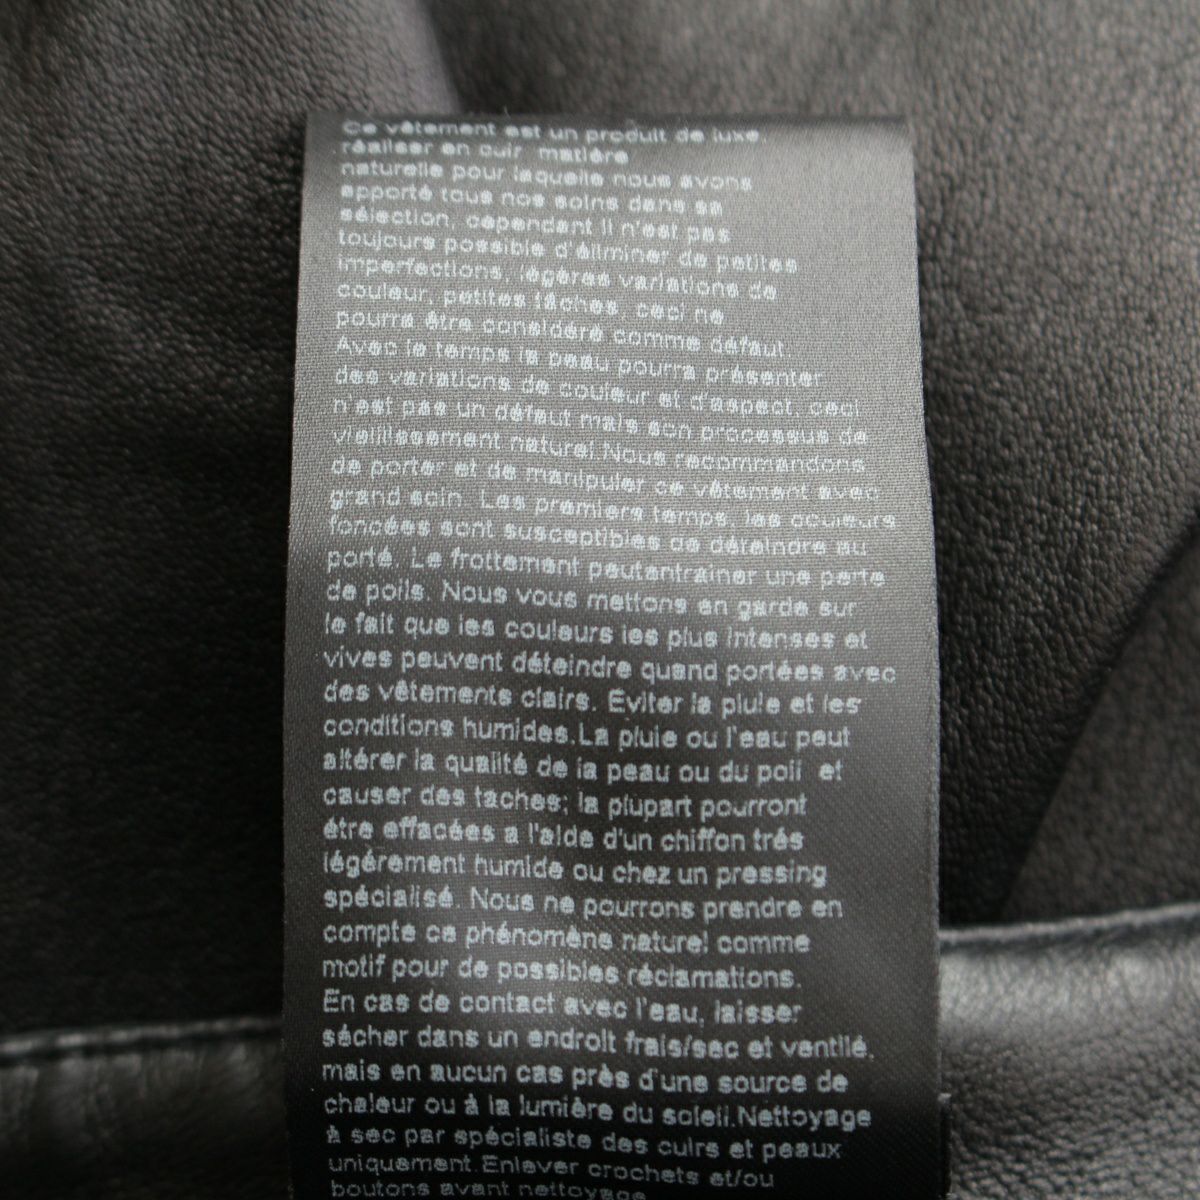 Ce vêtement est un produit de luxe.
réaliser en cuir matière
naturelle pour laquelle nous avons
apporté tous nos soins dans sa
sélection, cependant il n'est pas
toujours possible d'éliminer de petites
imperfections, légères variations de
couleur, petites tâches, ceci ne
pourra être considéré comme défaut.
Avec le temps la peau pourra présenter
des variations de couleur et d'aspect, ceci
n'est pas un défaut mais son processus de
vieillissement naturel.Nous recommandons
de porter et de manipuler ce vêtement avec
grand soin. Les premiers temps, las couleurs
foncées sont susceptibles de déteindre au
porté. Le frottement peutentrainer une perte
de poils. Nous vous mettons en garde sur
le fait que les couleurs les plus intenses et
vives peuvent déteindre quand portées avec
des vêtements clairs. Eviter la pluie et les
conditions humides.La pluie ou l'eau peut
altérer la qualité de la peau ou du poil et
causer des taches; la plupart pourront
étre effacées a l'aide d'un chiffon trés
légérement humide ou chez un pressing
spécialisé. Nous ne pourrons prendre en
compte ce phénomène naturel comme
motif pour de possibles réclamations.
En cas de contact avec l'eau, laisser
sécher dans un endroit frais/sec et ventilé,
mais en aucun cas près d'une source de
chaleur ou à la lumière du soleil.Nettoyage
à sec par spécialiste des cuirs et peaux
uniquement.Enlever crochets et/ou
boutons avant nettoyage